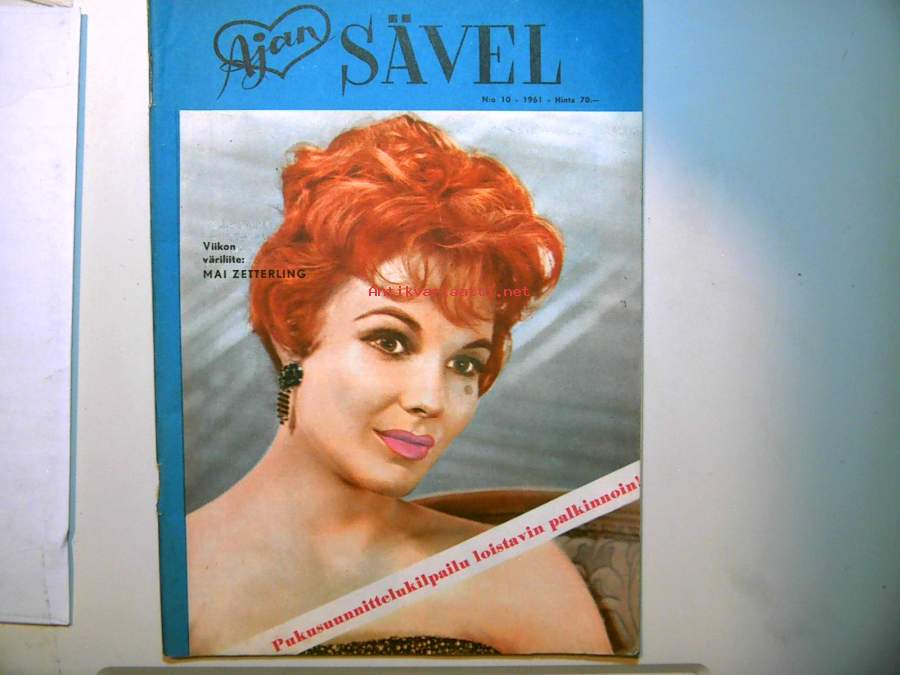 Ajan
SÄVEL
N:o 10 - 1961 - Hinta 70:—
Viikon
väriliite:
MAI ZETTERLING
Antikvariaatti.net
Pukusuunnittelukilpailu loistavin palkinnoin!